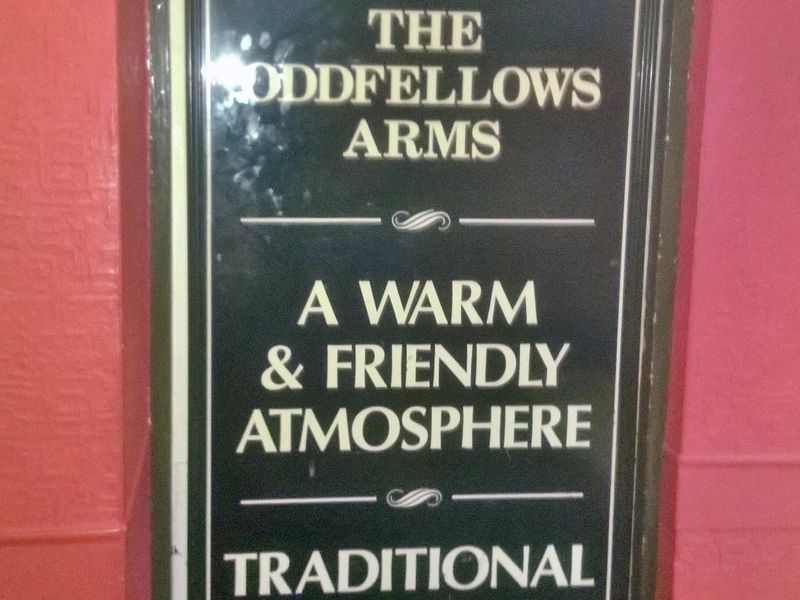 THE
ODDFELLOWS
ARMS
A WARM
& FRIENDLY
ATMOSPHERE
TRADITIONAL